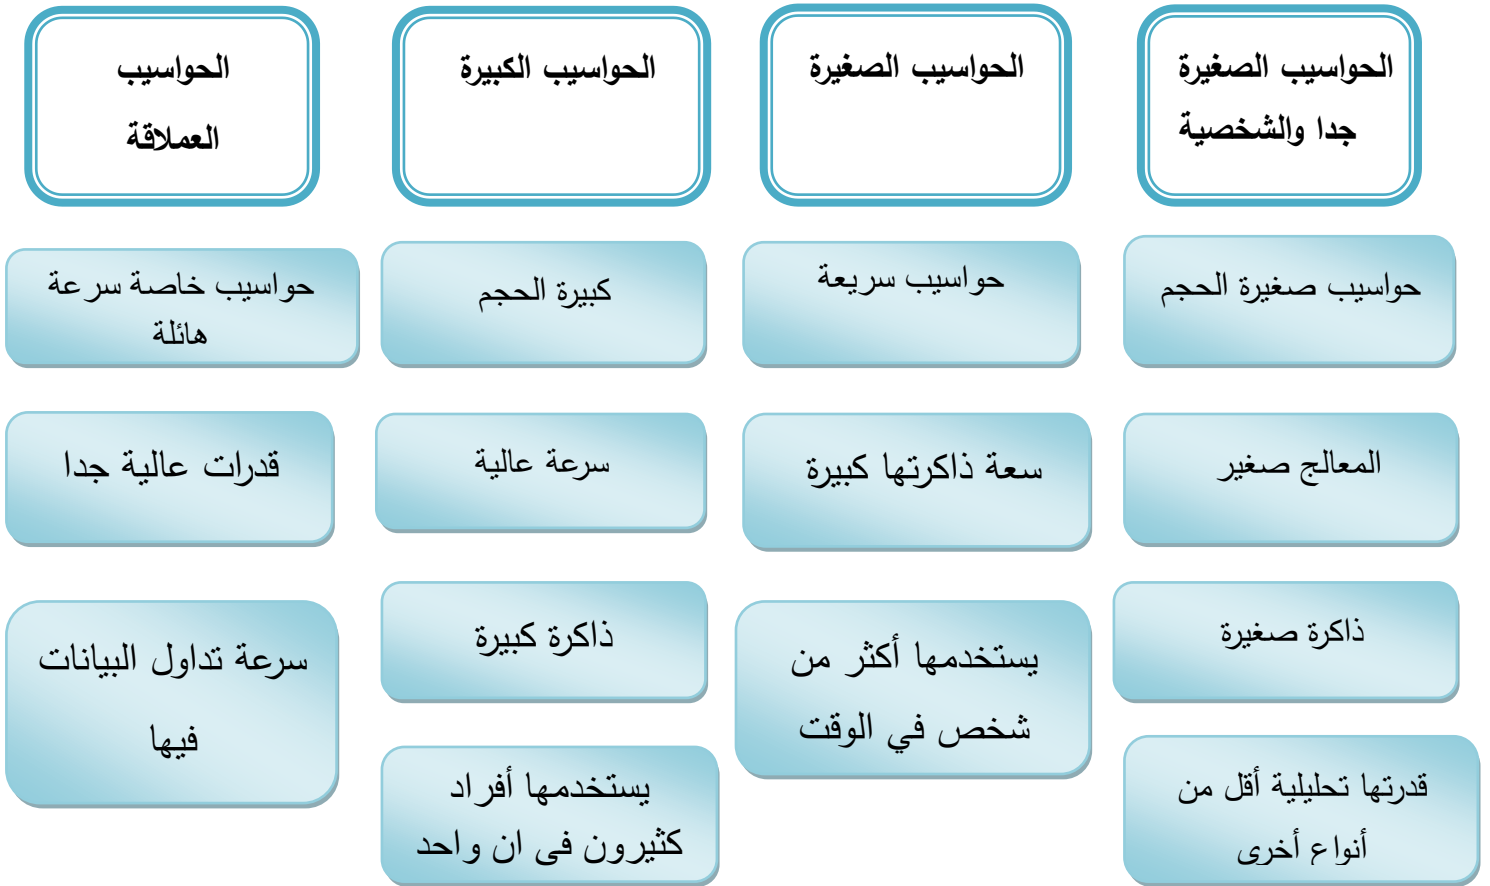 الحواسيب الصغيرة
جدا والشخصية
الحواسيب الصغيرة
الحواسيب الكبيرة
الحواسيب
العملاقة
حواسيب صغيرة الحجم
حواسيب سريعة
كبيرة الحجم
حواسيب خاصة سرعة
هائلة
المعالج صغير
سعة ذاكرتها كبيرة
سرعة عالية
قدرات عالية جدا
ذاكرة صغيرة
يستخدمها أكثر من
شخص في الوقت
ذاكرة كبيرة
سرعة تداول البيانات
فيها
قدرتها تحليلية أقل من
أنواع أخرى
يستخدمها أفراد
كثيرون في ان واحد